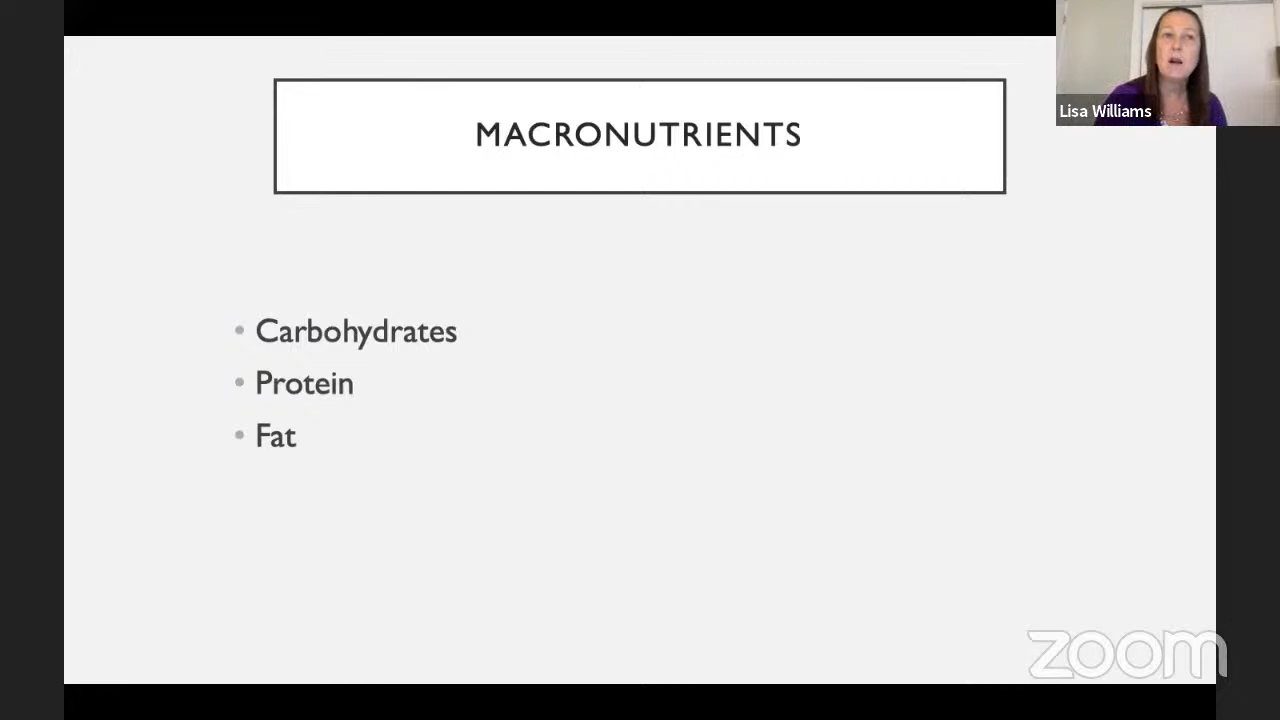 MACRONUTRIENTS
Lisa Williams
• Carbohydrates
• Protein
• Fat
zoom